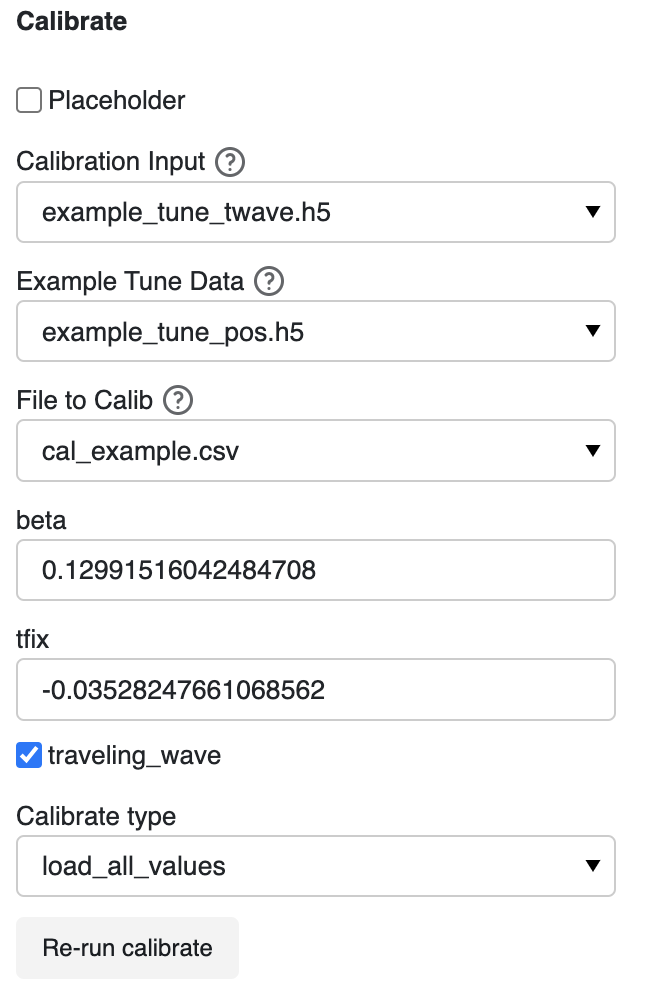 Calibrate
Placeholder
Calibration Input ?
example_tune_twave.h5
Example Tune Data ?
example_tune_pos.h5
File to Calib ?
cal_example.csv
beta
0.12991516042484708
tfix
-0.03528247661068562
traveling_wave
Calibrate type
load_all_values
Re-run calibrate